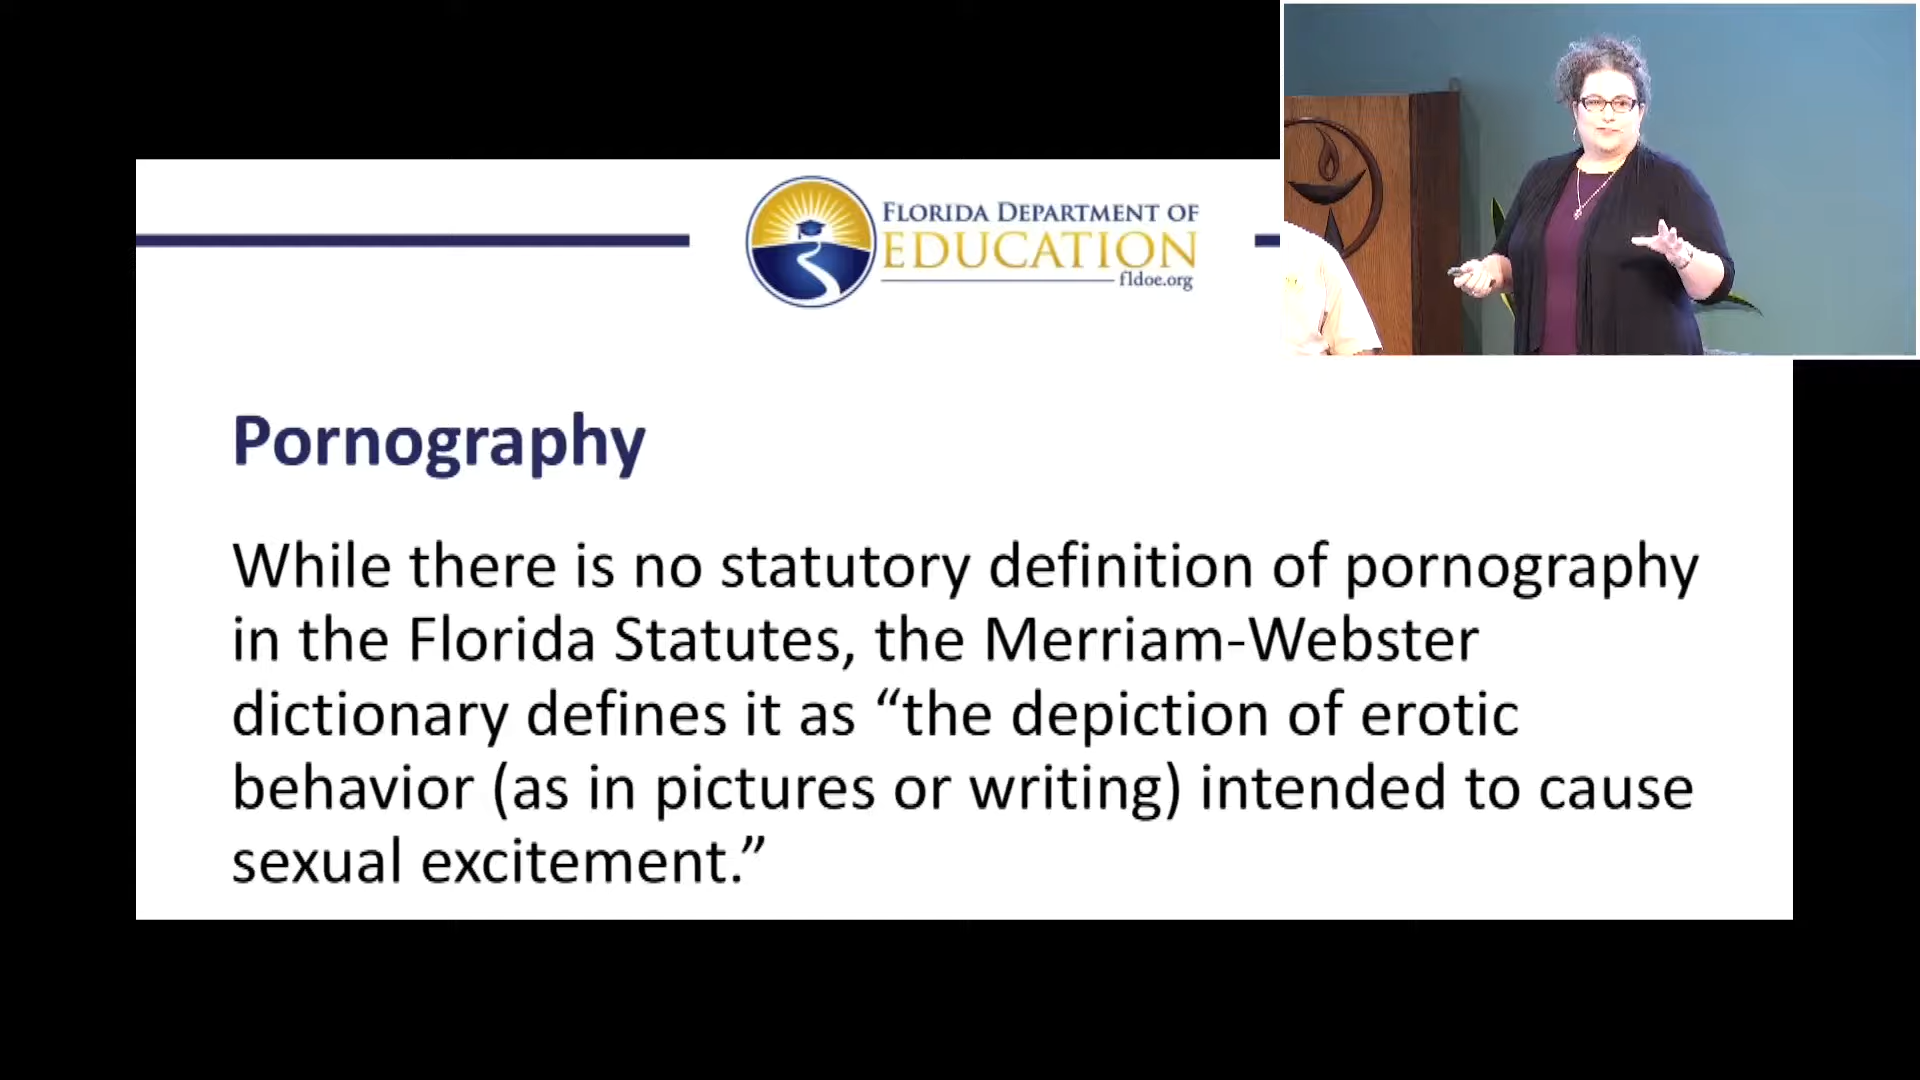 FLORIDA DEPARTMENT OF
EDUCATION
fldoe.org
Pornography
While there is no statutory definition of pornography
in the Florida Statutes, the Merriam-Webster
dictionary defines it as “the depiction of erotic
behavior (as in pictures or writing) intended to cause
sexual excitement.”